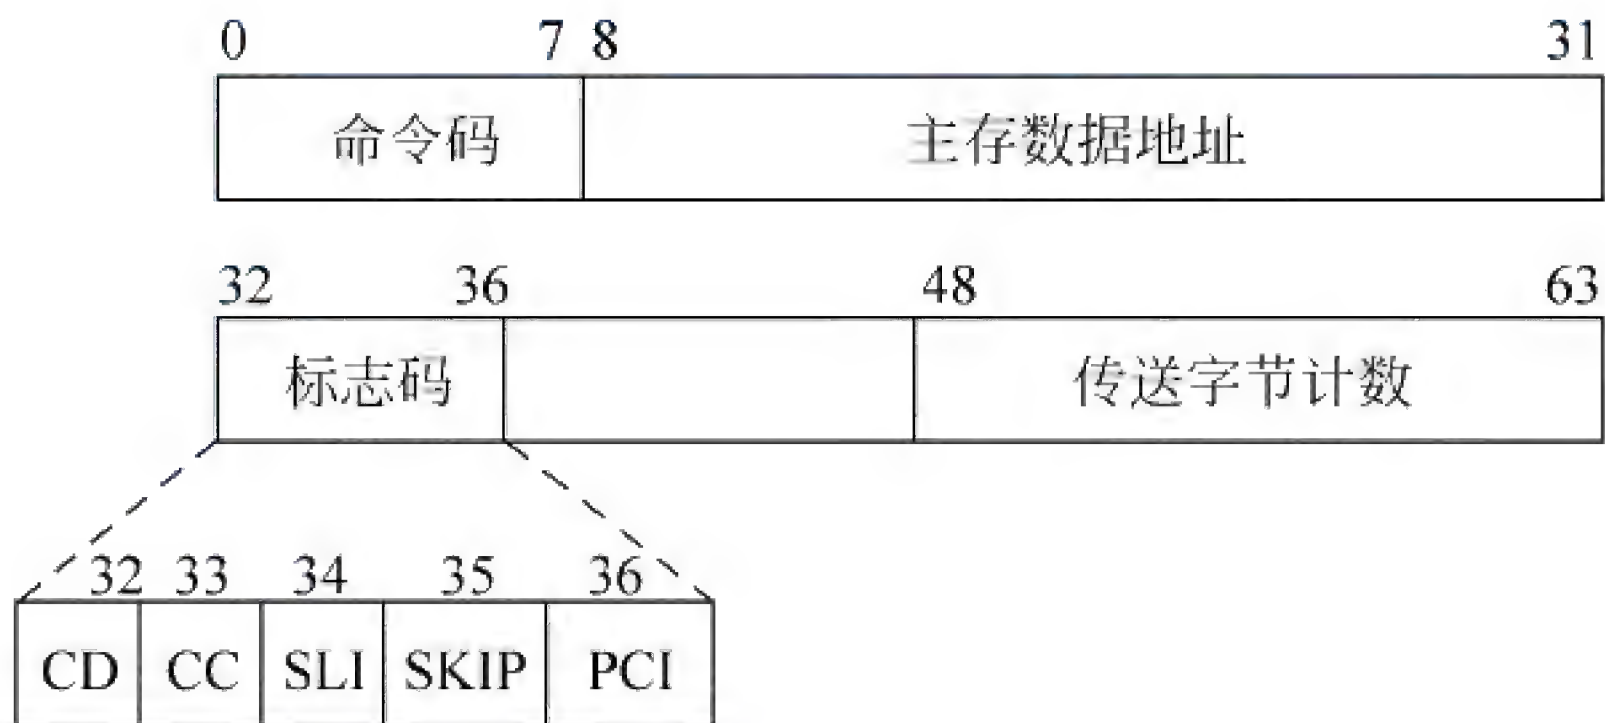 0 7 8 31
命令码 主存数据地址
32 36 48 63
标志码 传送字节计数
32 33 34 35 36
CD CC SLI SKIP PCI